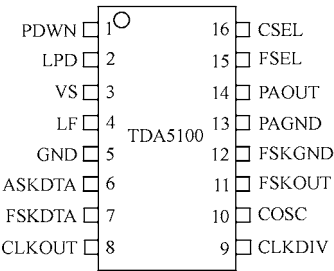 PDWN 1 16 CSEL
LPD 2 15 FSEL
VS 3 14 PAOUT
LF 4 13 PAGND
TDA5100
GND 5 12 FSKGND
ASKDTA 6 11 FSKOUT
FSKDTA 7 10 COSC
CLKOUT 8 9 CLKDIV